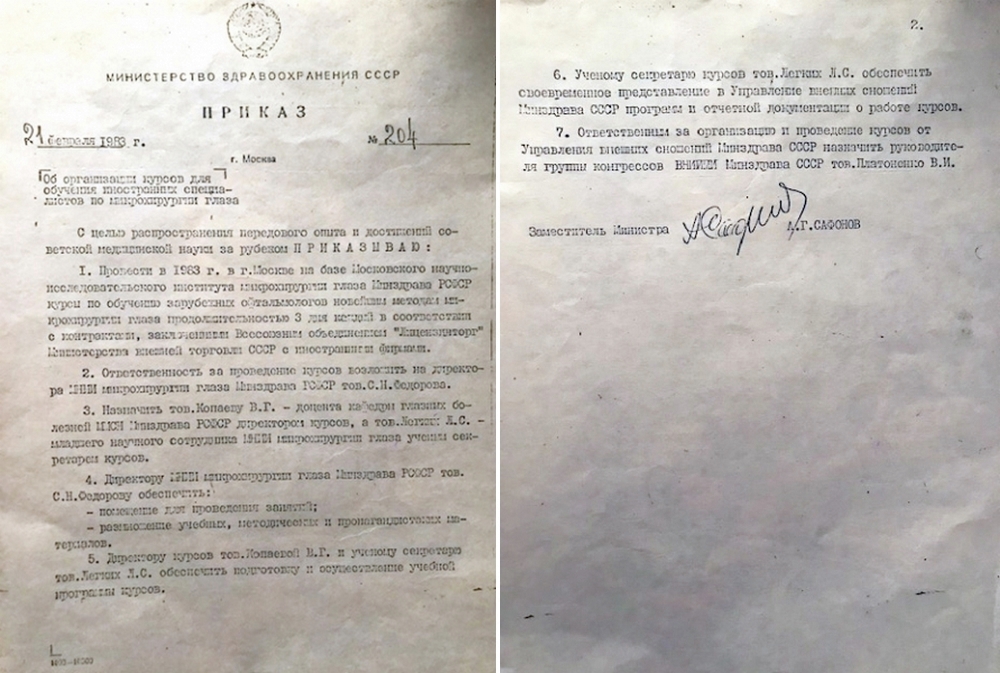 МИНИСТЕРСТВО ЗДРАВООХРАНЕНИЯ СССР
ПРИКАЗ
21 февраля 1983 г. № 204
г. Москва
Об организации курсов для
обучения иностранных специа-
листов по микрохирургии глаза
С целью распространения передового опыта и достижений со-
ветской медицинской науки за рубежом ПРИКАЗЫВАЮ:
1. Провести в 1983 г. в г.Москве на базе Московского научно-
исследовательского института микрохирургии глаза Минздрава РСФСР
курсы по обучению зарубежных офтальмологов новейшим методам ми-
крохирургии глаза продолжительностью 3 дня каждый в соответствии
с контрактами, заключенными Всесоюзным объединением "Лицензинторг"
Министерства внешней торговли СССР с иностранными фирмами.
2. Ответственность за проведение курсов возложить на директо-
ра МНИИ микрохирургии глаза Минздрава РСФСР тов.С.Н.Федорова.
3. Назначить тов.Копаеву В.Г. - доцента кафедры глазных бо-
лезней ММСИ Минздрава РСФСР директором курсов, а тов.Легких Л.С. -
младшего научного сотрудника МНИИ микрохирургии глаза ученым сек-
ретарем курсов.
4. Директору МНИИ микрохирургии глаза Минздрава РСФСР тов.
С.Н.Федорову обеспечить:
- помещение для проведения занятий;
- размножение учебных, методических и пропагандистских ма-
териалов.
5. Директору курсов тов.Копаевой В.Г. и ученому секретарю
тов.Легких Л.С. обеспечить подготовку и осуществление учебной
программы курсов.
2.
6. Ученому секретарю курсов тов.Легких Л.С. обеспечить
своевременное представление в Управление внешних сношений
Минздрава СССР программ и отчетной документации о работе курсов.
7. Ответственным за организацию и проведение курсов от
Управления внешних сношений Минздрава СССР назначить руководите-
ля группы конгрессов ВНИИМИ Минздрава СССР тов.Платоненко В.И.
Заместитель Министра А.Г.САФОНОВ